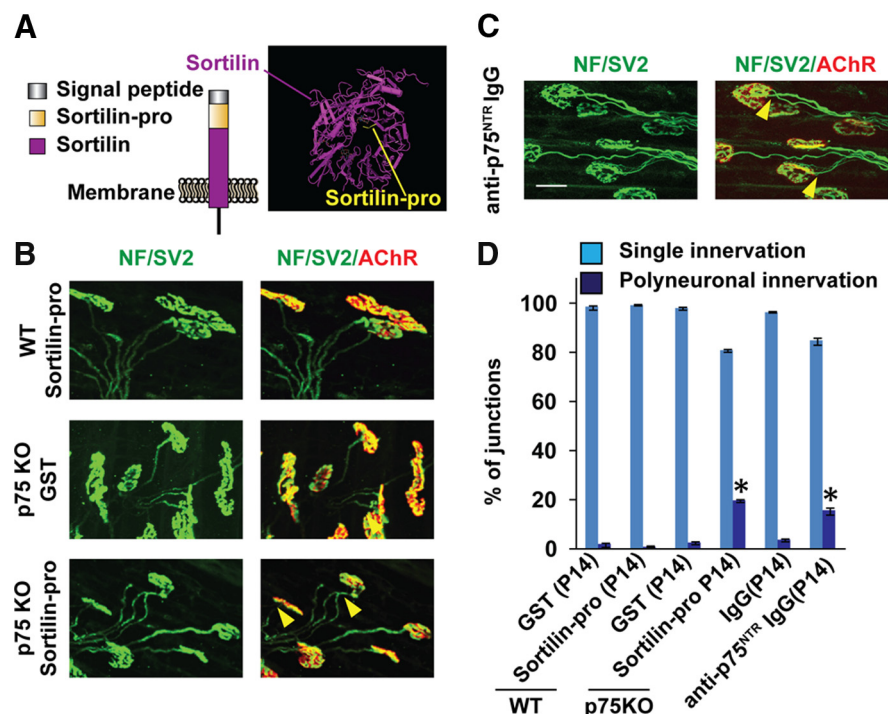 A
Signal peptide
Sortilin-pro
Sortilin
Membrane
Sortilin
Sortilin-pro
B
NF/SV2
NF/SV2/AChR
WT
Sortilin-pro
p75 KO
GST
p75 KO
Sortilin-pro
C
NF/SV2
NF/SV2/AChR
anti-p75NTR IgG
D
Single innervation
Polyneuronal innervation
% of junctions
100
80
60
40
20
0
*
*
GST (P14)
Sortilin-pro (P14)
GST (P14)
Sortilin-pro P14)
IgG(P14)
anti-p75NTR IgG(P14)
WT
p75KO